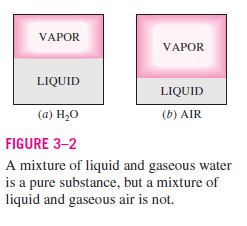 VAPOR
LIQUID
(a) H₂O
VAPOR
LIQUID
(b) AIR
FIGURE 3–2
A mixture of liquid and gaseous water
is a pure substance, but a mixture of
liquid and gaseous air is not.